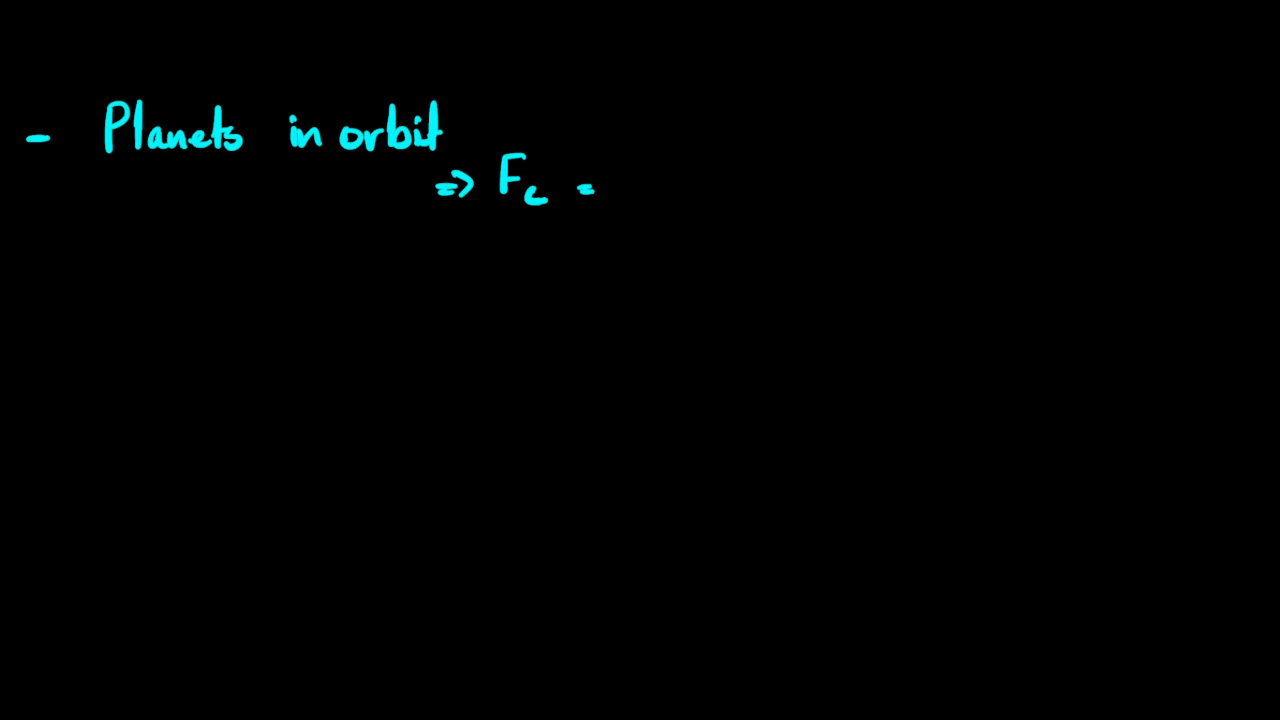 - Planets in orbit
⇒ Fc =